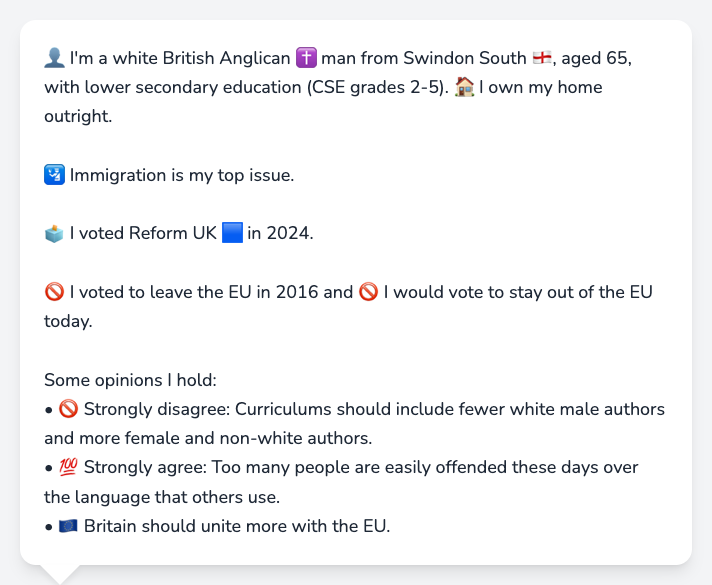 👤 I'm a white British Anglican ✝️ man from Swindon South 🏴󠁧󠁢󠁥󠁮󠁧󠁿, aged 65,
with lower secondary education (CSE grades 2-5). 🏠 I own my home
outright.
🛂 Immigration is my top issue.
🗳️ I voted Reform UK 🟦 in 2024.
🚫 I voted to leave the EU in 2016 and 🚫 I would vote to stay out of the EU
today.
Some opinions I hold:
• 🚫 Strongly disagree: Curriculums should include fewer white male authors
and more female and non-white authors.
• 💯 Strongly agree: Too many people are easily offended these days over
the language that others use.
• 🇪🇺 Britain should unite more with the EU.